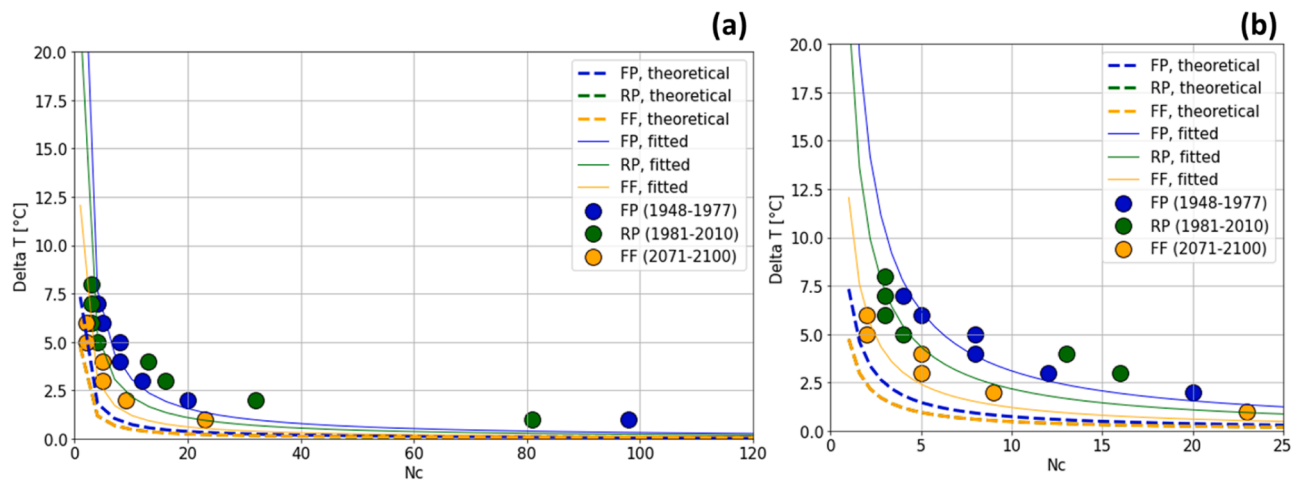 (a)
20.0
17.5
15.0
12.5
10.0
7.5
5.0
2.5
0.0
Delta T [°C]
0 20 40 60 80 100 120
Nc
FP, theoretical
RP, theoretical
FF, theoretical
FP, fitted
RP, fitted
FF, fitted
FP (1948-1977)
RP (1981-2010)
FF (2071-2100)
(b)
20.0
17.5
15.0
12.5
10.0
7.5
5.0
2.5
0.0
Delta T [°C]
0 5 10 15 20 25
Nc
FP, theoretical
RP, theoretical
FF, theoretical
FP, fitted
RP, fitted
FF, fitted
FP (1948-1977)
RP (1981-2010)
FF (2071-2100)